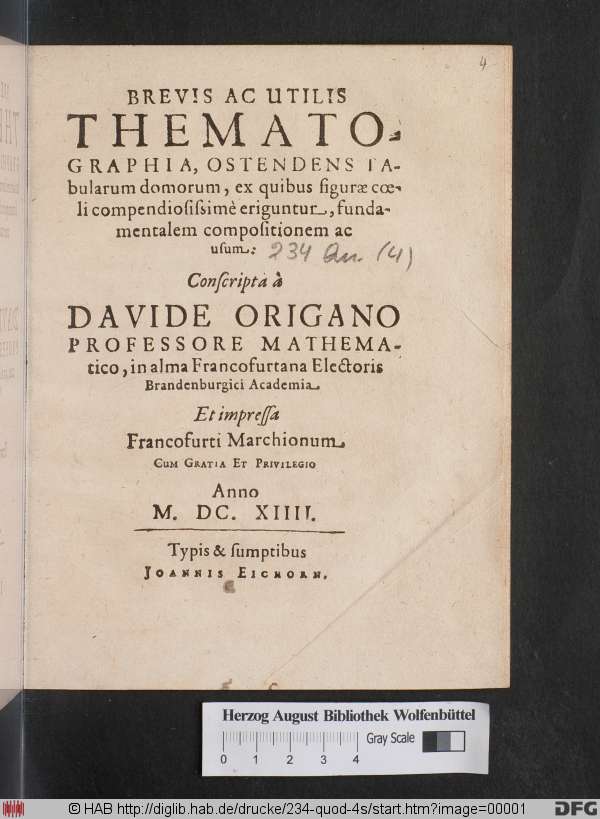 4
BREVIS AC UTILIS
THEMATO-
GRAPHIA, OSTENDENS TA-
bularum domorum, ex quibus figuræ cœ-
li compendiosissimè eriguntur, funda-
mentalem compositionem ac
usum:
234 Qu. (4)
Conscripta à
DAVIDE ORIGANO
PROFESSORE MATHEMA-
tico, in alma Francofurtana Electoris
Brandenburgici Academia
Et impressa
Francofurti Marchionum
CUM GRATIA ET PRIVILEGIO
Anno
M. DC. XIIII.
Typis & sumptibus
JOANNIS EICHORN.
Herzog August Bibliothek Wolfenbüttel
0 1 2 3 4 Gray Scale
© HAB http://diglib.hab.de/drucke/234-quod-4s/start.htm?image=00001
DFG